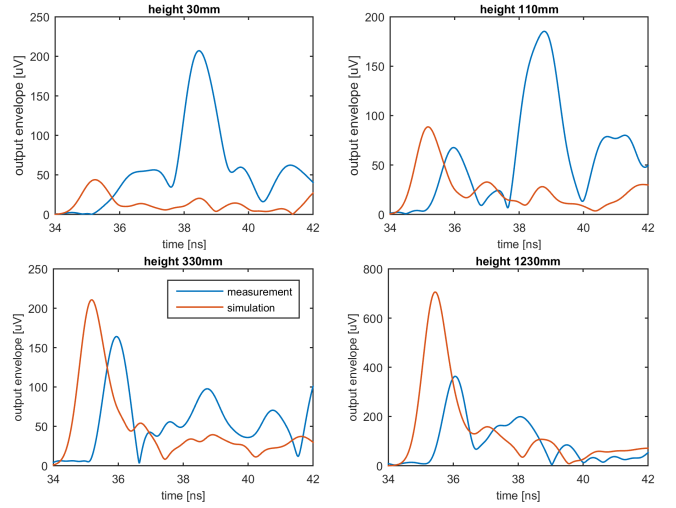 height 30mm
output envelope [uV]
250
200
150
100
50
0
34 36 38 40 42
time [ns]
height 110mm
output envelope [uV]
200
150
100
50
0
34 36 38 40 42
time [ns]
height 330mm
output envelope [uV]
250
200
150
100
50
0
34 36 38 40 42
time [ns]
measurement
simulation
height 1230mm
output envelope [uV]
800
600
400
200
0
34 36 38 40 42
time [ns]